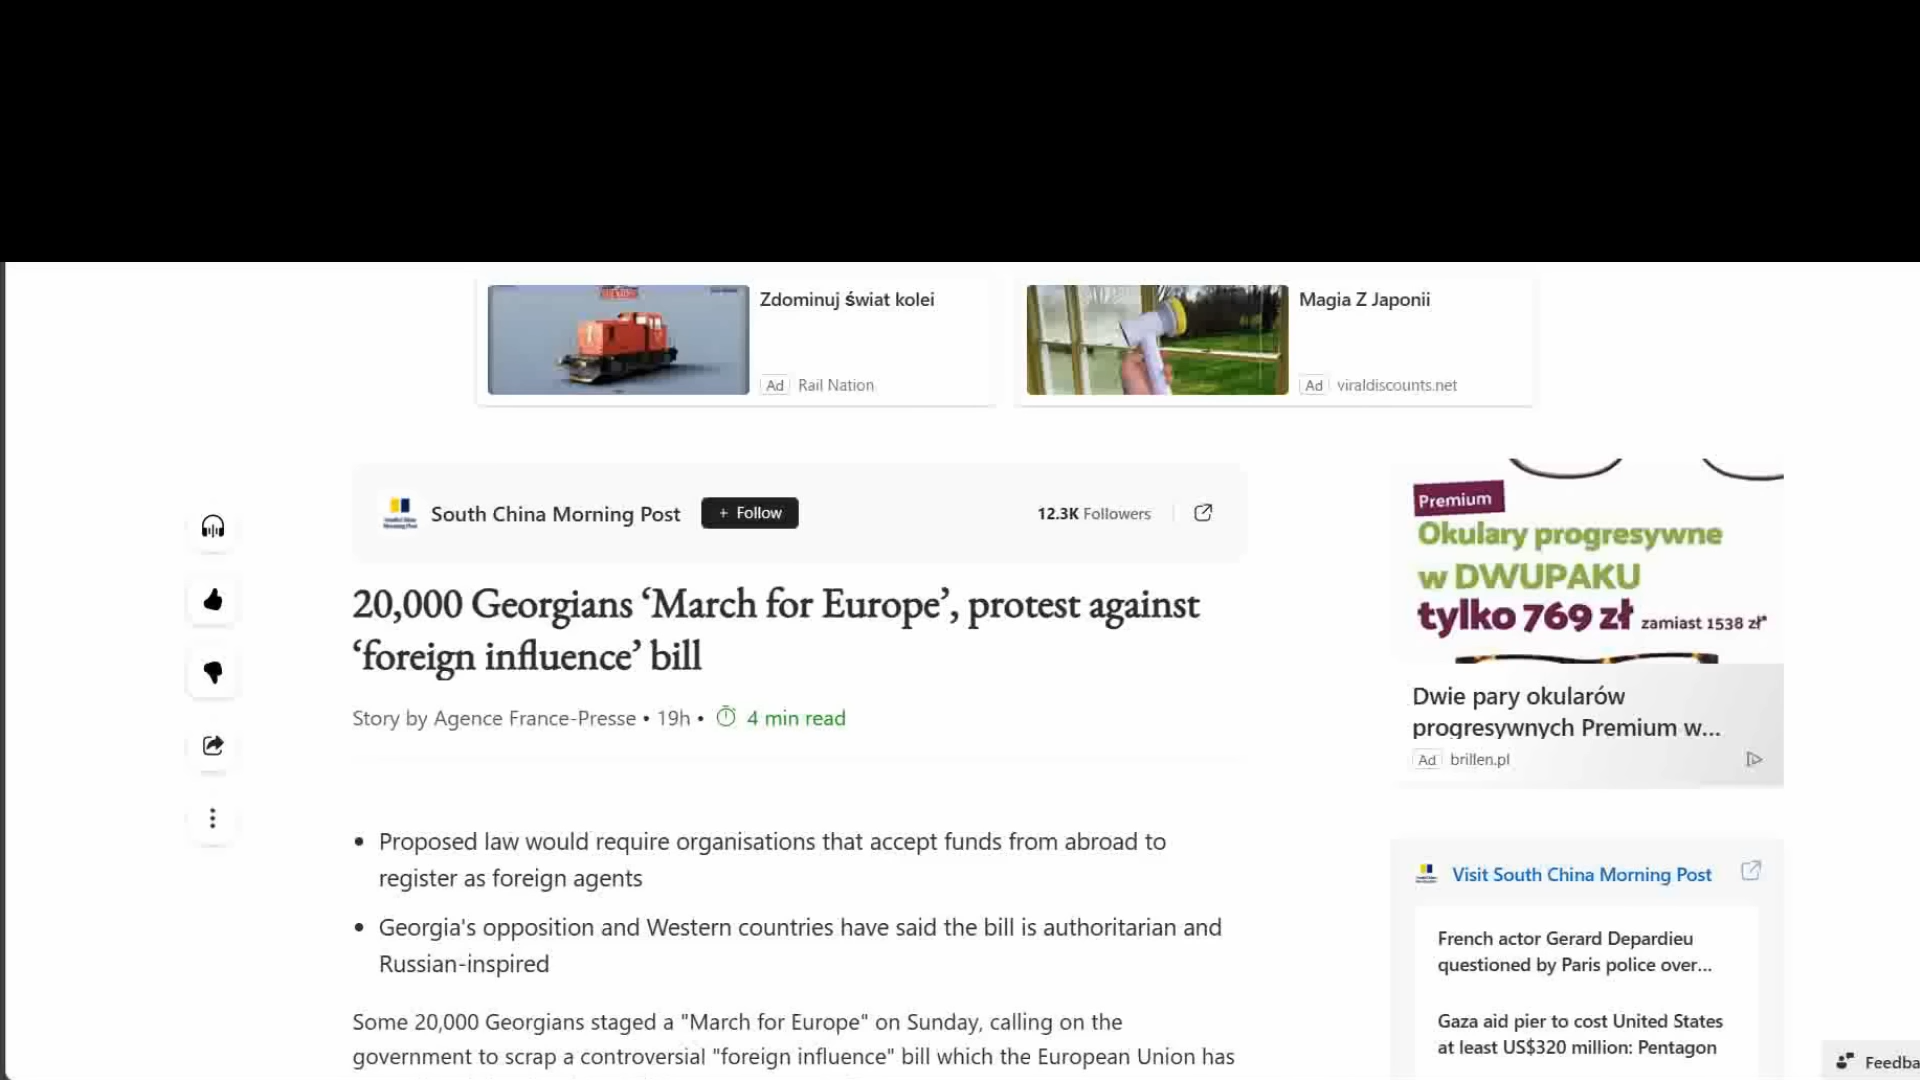 Zdominuj świat kolei
Ad Rail Nation
Magia Z Japonii
Ad viraldiscounts.net
South China Morning Post
+ Follow
12.3K Followers
20,000 Georgians ‘March for Europe’, protest against
‘foreign influence’ bill
Story by Agence France-Presse • 19h • 4 min read
• Proposed law would require organisations that accept funds from abroad to
register as foreign agents
• Georgia's opposition and Western countries have said the bill is authoritarian and
Russian-inspired
Some 20,000 Georgians staged a "March for Europe" on Sunday, calling on the
government to scrap a controversial "foreign influence" bill which the European Union has
Premium
Okulary progresywne
w DWUPAKU
tylko 769 zł zamiast 1538 zł*
Dwie pary okularów
progresywnych Premium w...
Ad brillen.pl
Visit South China Morning Post
French actor Gerard Depardieu
questioned by Paris police over...
Gaza aid pier to cost United States
at least US$320 million: Pentagon
Feedba